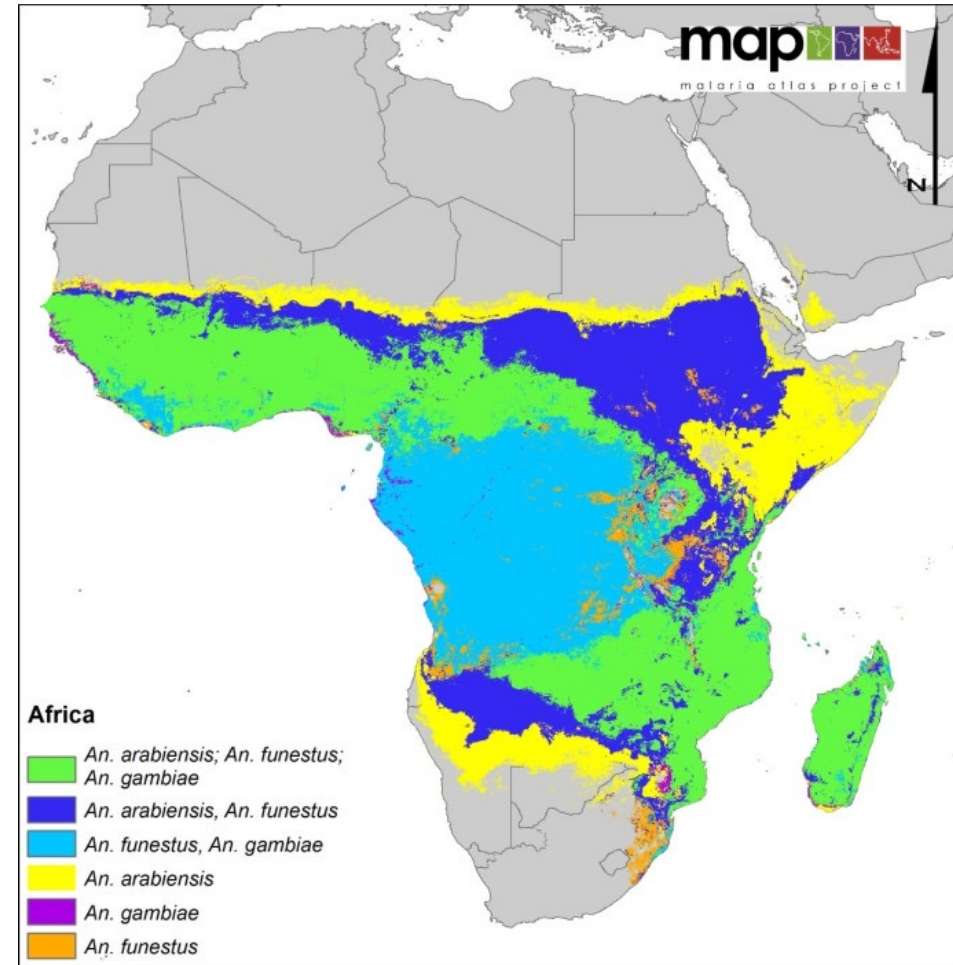 map
malaria atlas project
N
Africa
An. arabiensis; An. funestus;
An. gambiae
An. arabiensis, An. funestus
An. funestus, An. gambiae
An. arabiensis
An. gambiae
An. funestus